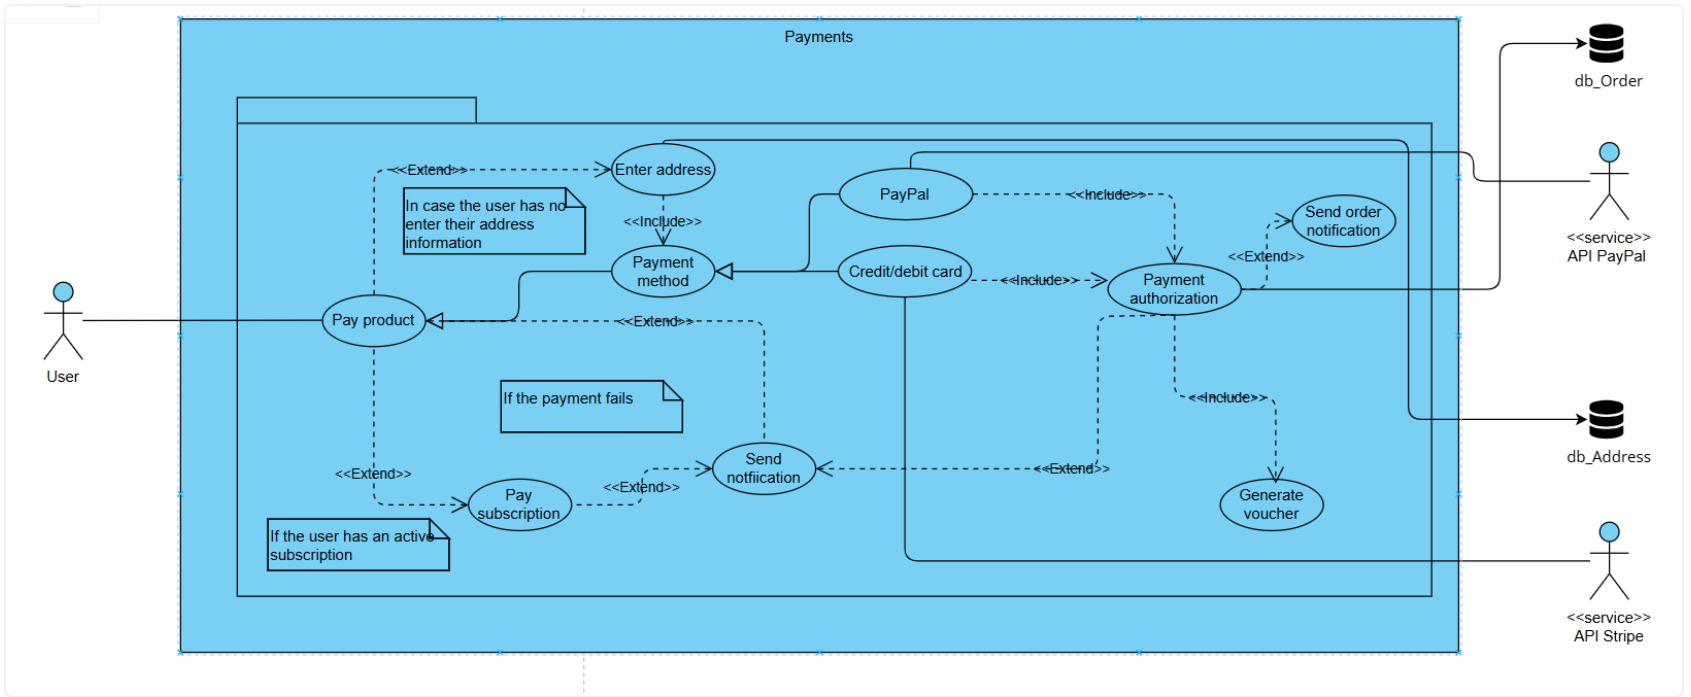 Payments
db_Order
<<Extend>>
Enter address
In case the user has no
enter their address
information
<<Include>>
PayPal
<<Include>>
Send order
notification
<<Extend>>
<<service>>
API PayPal
Payment
method
Credit/debit card
<<Include>>
Payment
authorization
User
Pay product
<<Extend>>
If the payment fails
<<Include>>
db_Address
<<Extend>>
Send
notfiication
<<Extend>>
<<Extend>>
Pay
subscription
Generate
voucher
If the user has an active
subscription
<<service>>
API Stripe